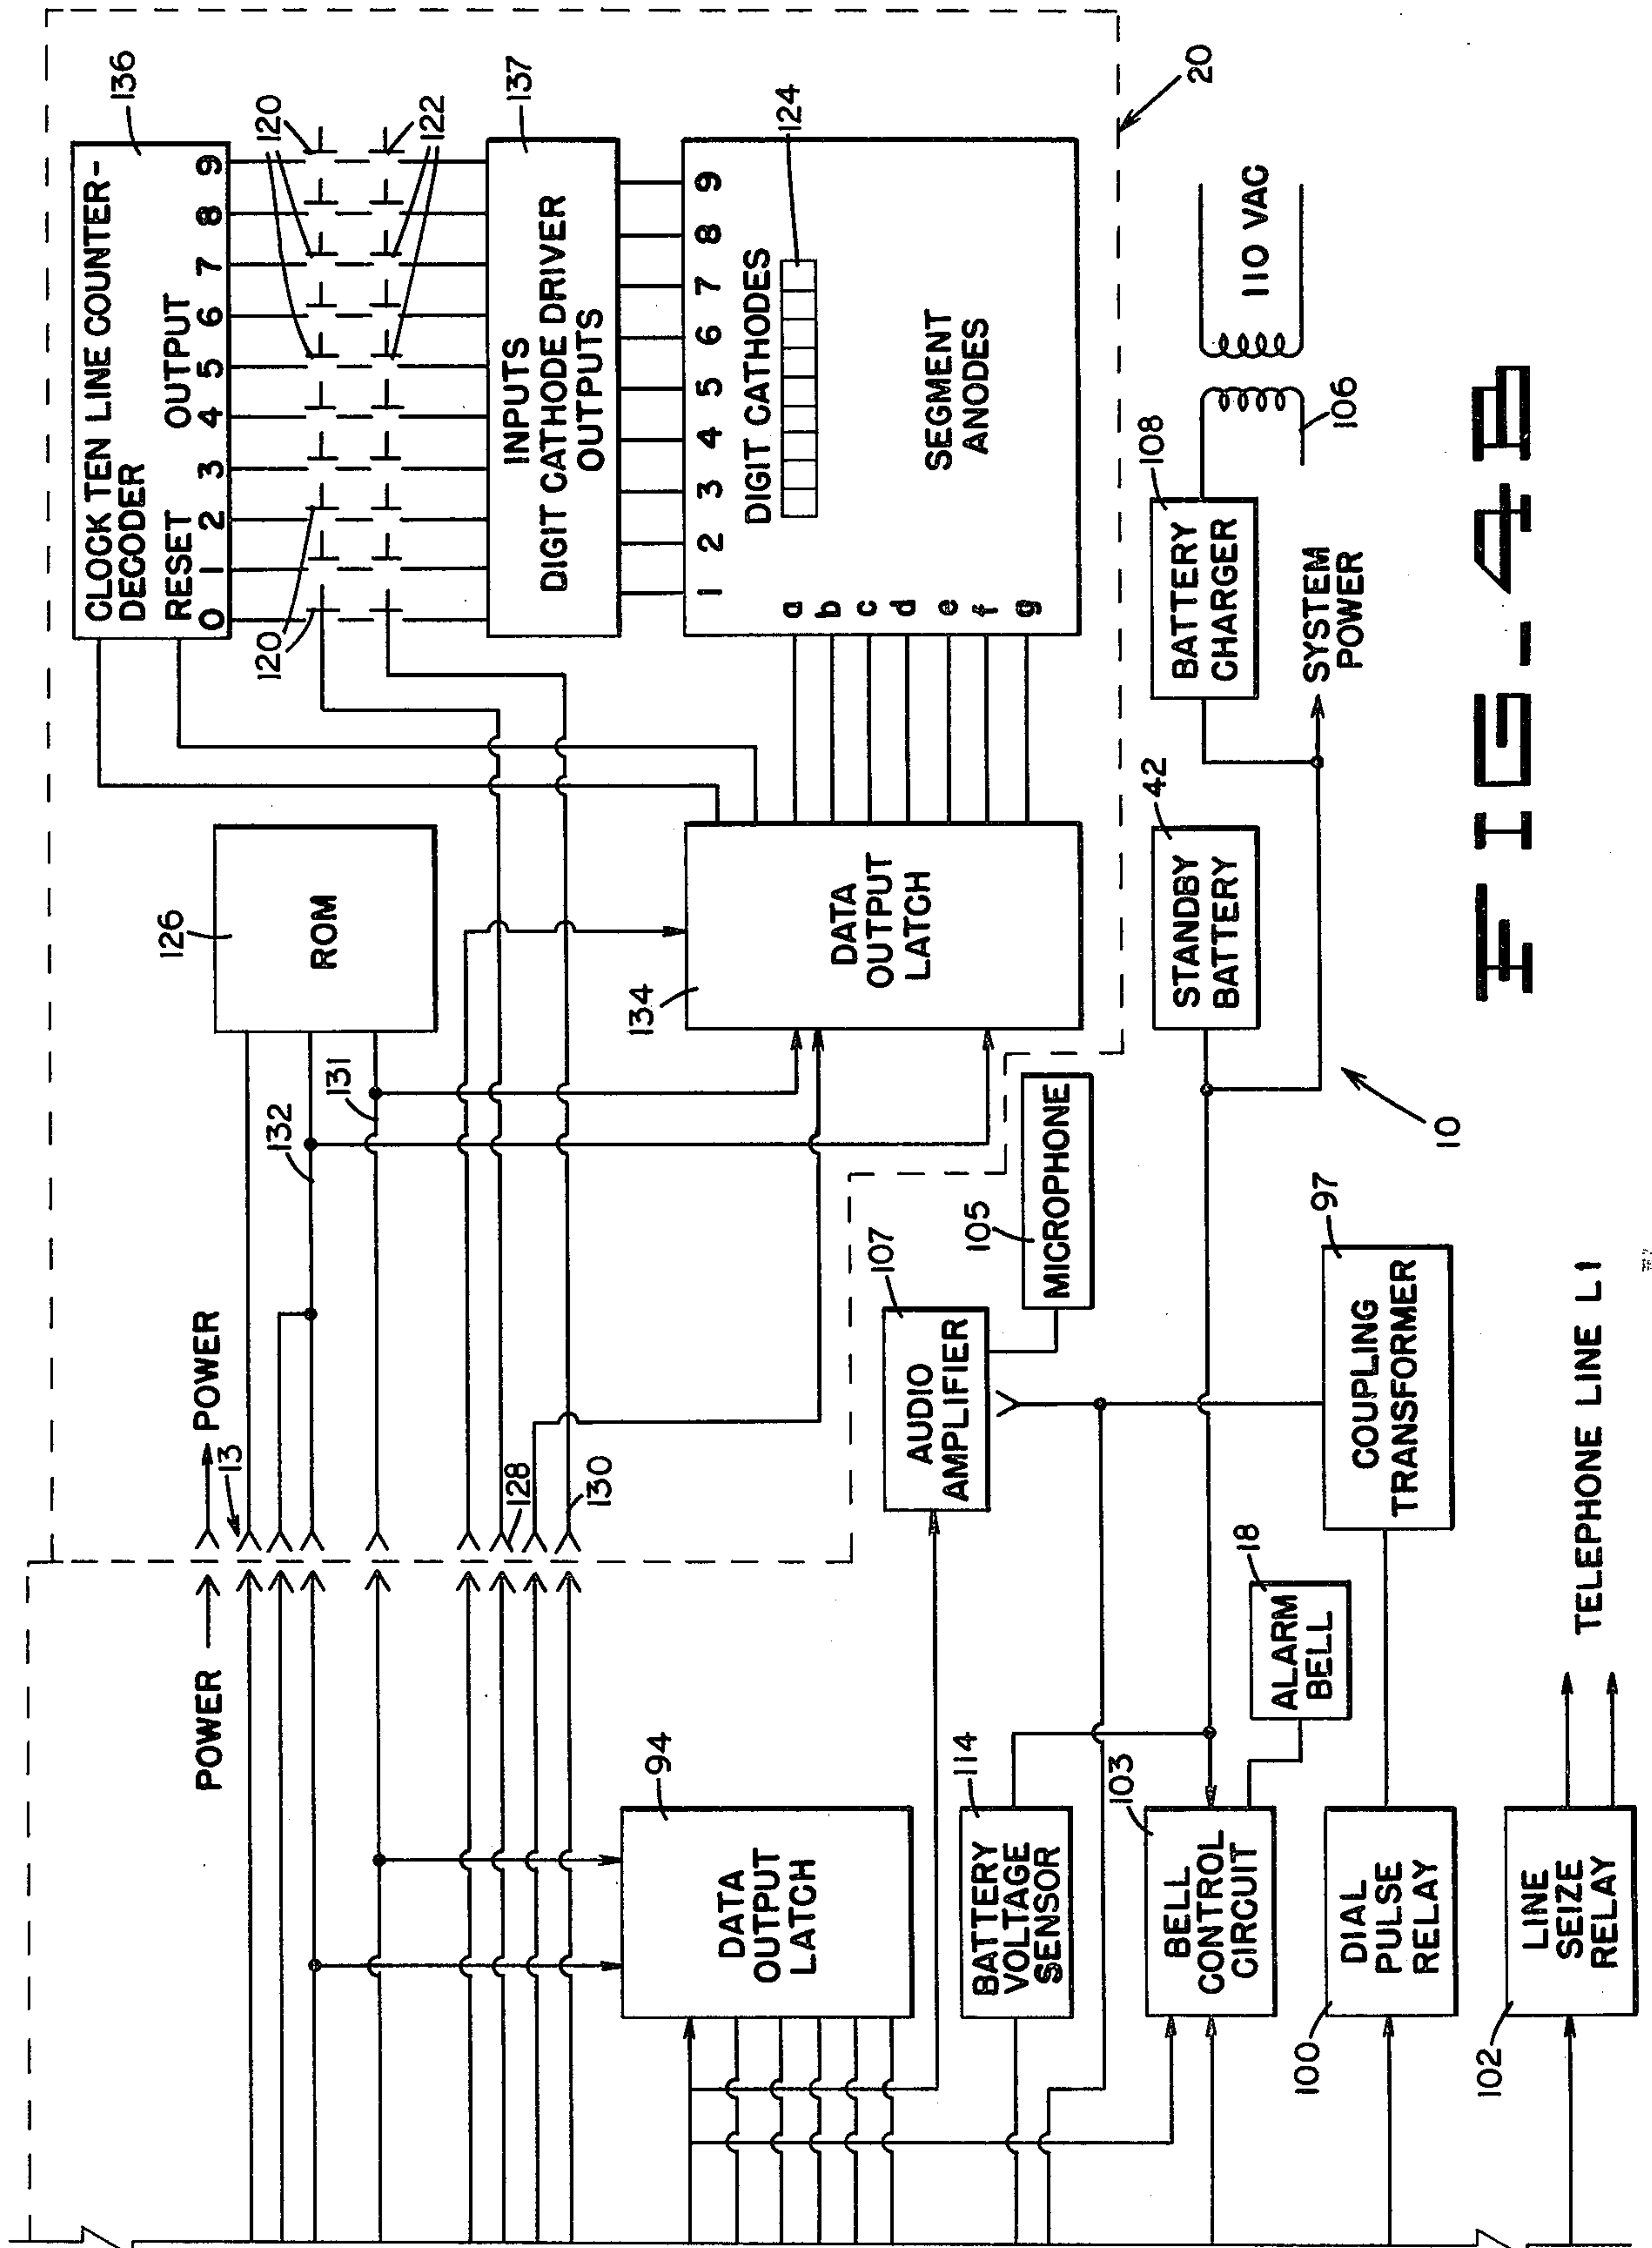 CLOCK TEN LINE COUNTER-
DECODER
RESET OUTPUT
0 1 2 3 4 5 6 7 8 9
136
120
120
120
122
INPUTS
DIGIT CATHODE DRIVER
OUTPUTS
137
1 2 3 4 5 6 7 8 9
DIGIT CATHODES
124
a
b
c
d
e
f
g
SEGMENT
ANODES
20
126
ROM
132
131
134
DATA
OUTPUT
LATCH
POWER
POWER
13
128
130
94
DATA
OUTPUT
LATCH
107
AUDIO
AMPLIFIER
105
MICROPHONE
114
BATTERY
VOLTAGE
SENSOR
103
BELL
CONTROL
CIRCUIT
18
ALARM
BELL
42
STANDBY
BATTERY
108
BATTERY
CHARGER
110 VAC
106
SYSTEM
POWER
10
100
DIAL
PULSE
RELAY
97
COUPLING
TRANSFORMER
102
LINE
SEIZE
RELAY
TELEPHONE LINE L1
FIG_4B